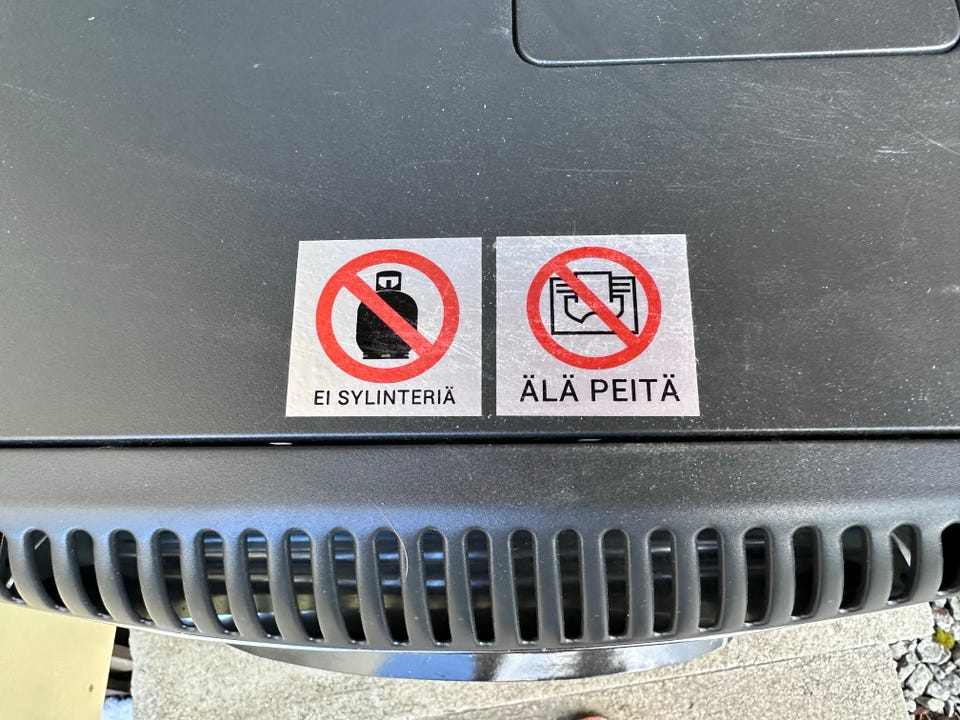 EI SYLINTERIÄ
ÄLÄ PEITÄ